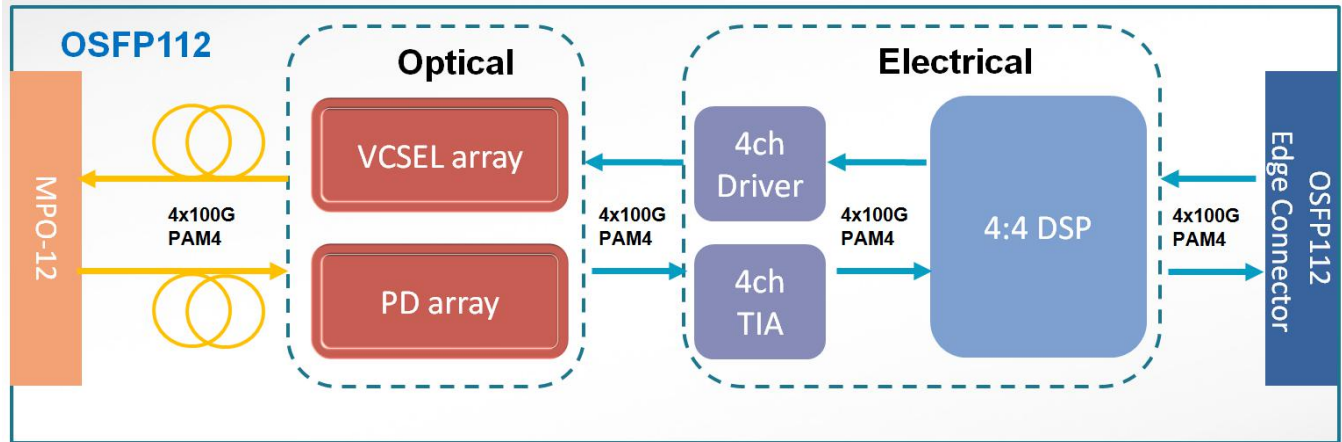 OSFP112
Optical
Electrical
MPO-12
VCSEL array
PD array
4x100G
PAM4
4x100G
PAM4
4ch
Driver
4ch
TIA
4x100G
PAM4
4:4 DSP
4x100G
PAM4
OSFP112
Edge Connector